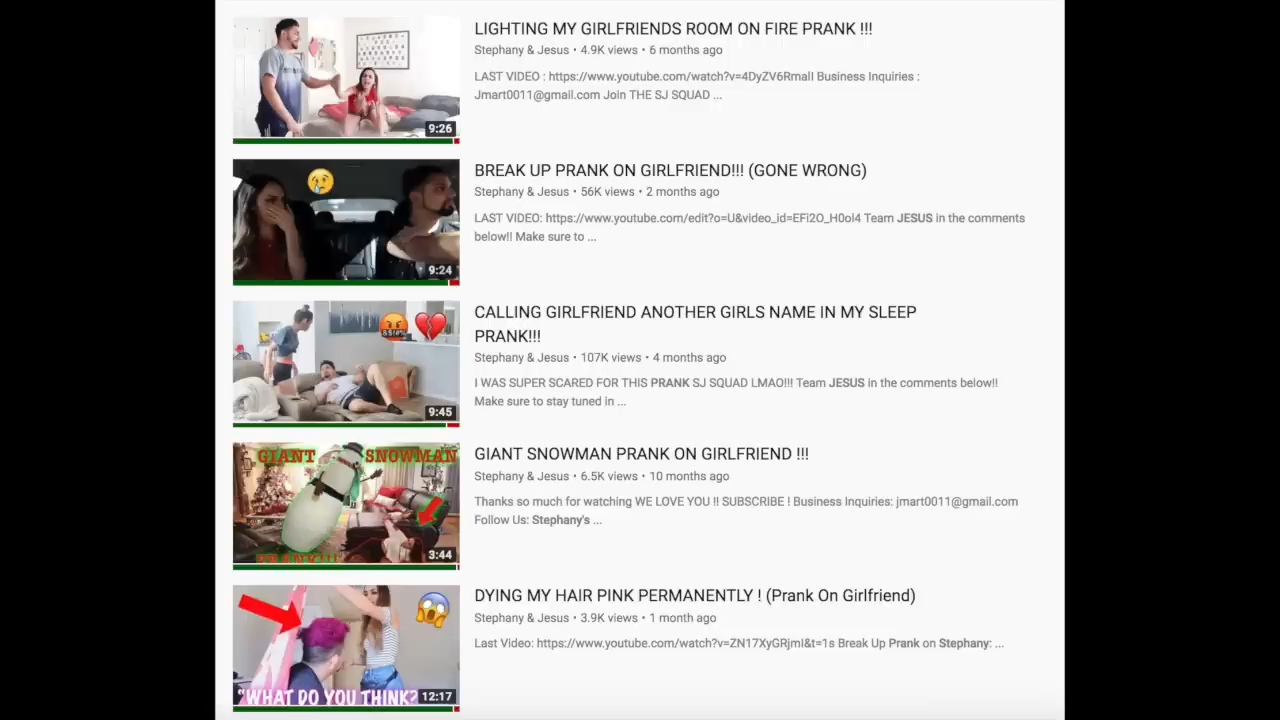 LIGHTING MY GIRLFRIENDS ROOM ON FIRE PRANK !!!
Stephany & Jesus • 4.9K views • 6 months ago
LAST VIDEO : https://www.youtube.com/watch?v=4DyZV6RmaII Business Inquiries :
Jmart0011@gmail.com Join THE SJ SQUAD ...
9:26
BREAK UP PRANK ON GIRLFRIEND!!! (GONE WRONG)
Stephany & Jesus • 56K views • 2 months ago
LAST VIDEO: https://www.youtube.com/edit?o=U&video_id=EFi2O_H0ol4 Team JESUS in the comments
below!! Make sure to ...
9:24
CALLING GIRLFRIEND ANOTHER GIRLS NAME IN MY SLEEP
PRANK!!!
Stephany & Jesus • 107K views • 4 months ago
I WAS SUPER SCARED FOR THIS PRANK SJ SQUAD LMAO!!! Team JESUS in the comments below!!
Make sure to stay tuned in ...
&$!#%
9:45
GIANT SNOWMAN
PRANK!!!
3:44
GIANT SNOWMAN PRANK ON GIRLFRIEND !!!
Stephany & Jesus • 6.5K views • 10 months ago
Thanks so much for watching WE LOVE YOU !! SUBSCRIBE ! Business Inquiries: jmart0011@gmail.com
Follow Us: Stephany's ...
DYING MY HAIR PINK PERMANENTLY ! (Prank On Girlfriend)
Stephany & Jesus • 3.9K views • 1 month ago
Last Video: https://www.youtube.com/watch?v=ZN17XyGRjmI&t=1s Break Up Prank on Stephany: ...
"WHAT DO YOU THINK?
12:17